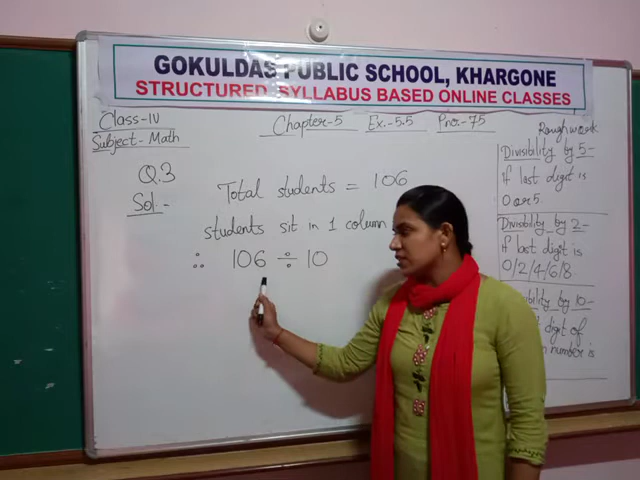 GOKULDAS PUBLIC SCHOOL, KHARGONE
STRUCTURED SYLLABUS BASED ONLINE CLASSES
Class-IV
Subject-Math
Chapter-5 Ex.-5.5 Pno:-75
Q.3
Sol:-
Total students = 106
students sit in 1 column
∴ 106 ÷ 10
Rough work
Divisibility by 5-
If last digit is
0 or 5.
Divisibility by 2-
if last digit is
0/2/4/6/8
by 10-
digit of
number is